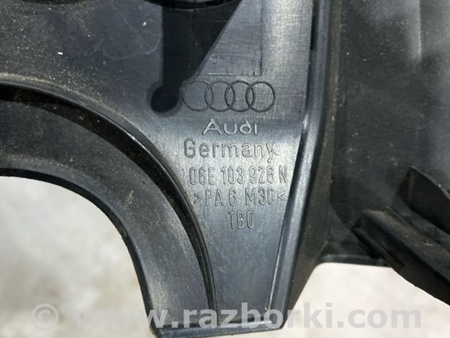 Audi
Germany
06E 103 926 N
>PA 6 M30<
TBO
www.razborki.com